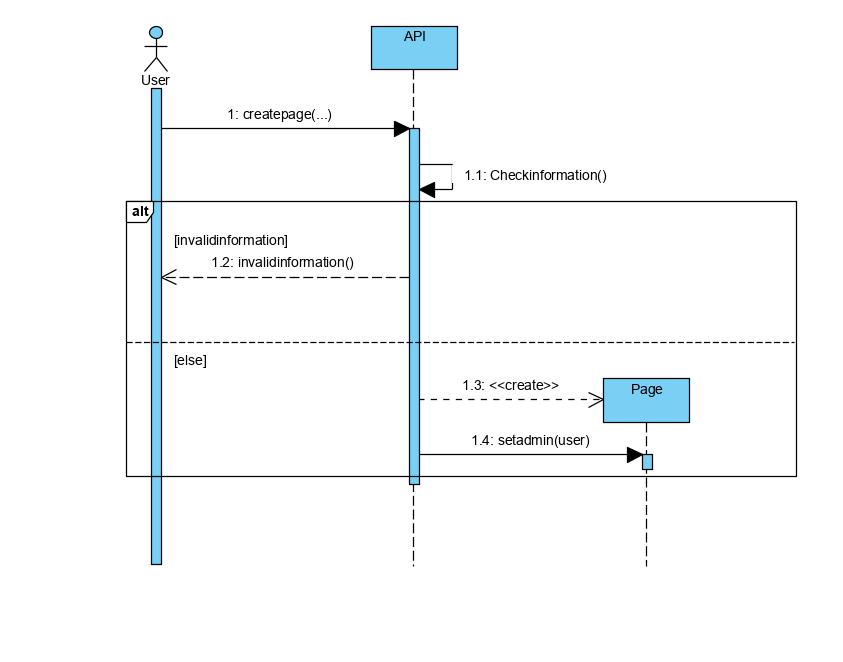 API
User
1: createpage(...)
1.1: Checkinformation()
alt
[invalidinformation]
1.2: invalidinformation()
[else]
1.3: <<create>>
Page
1.4: setadmin(user)